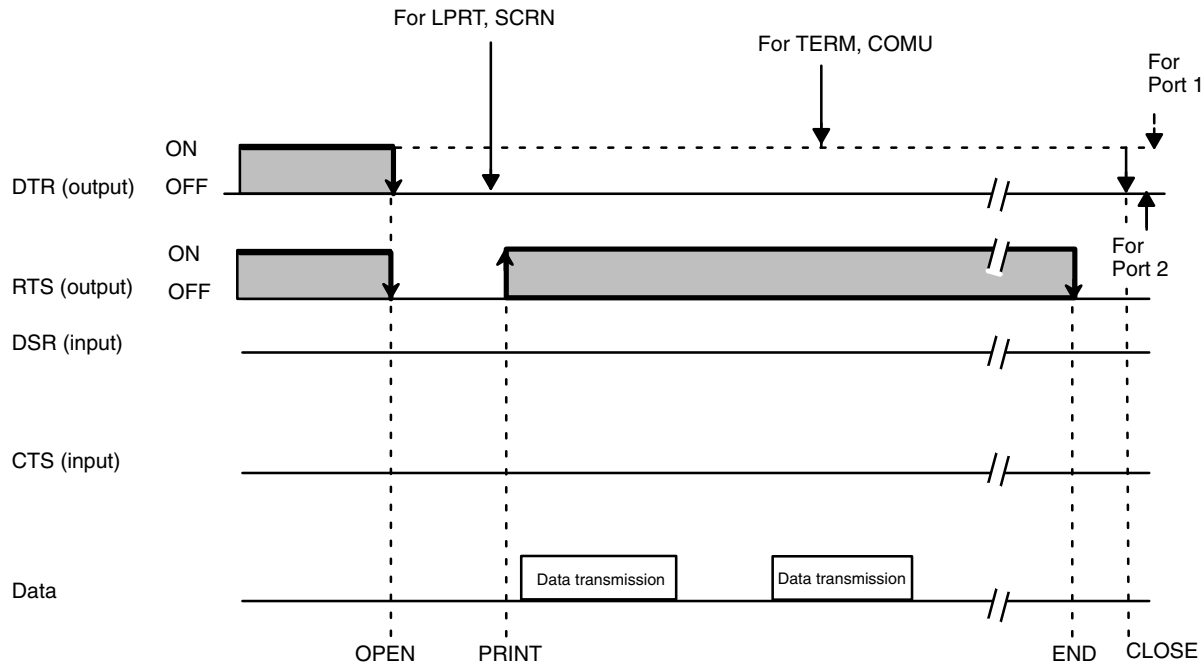 For LPRT, SCRN
For TERM, COMU
For
Port 1
ON
DTR (output)
OFF
ON
For
Port 2
RTS (output)
OFF
DSR (input)
CTS (input)
Data transmission
Data transmission
Data
OPEN
PRINT
END
CLOSE